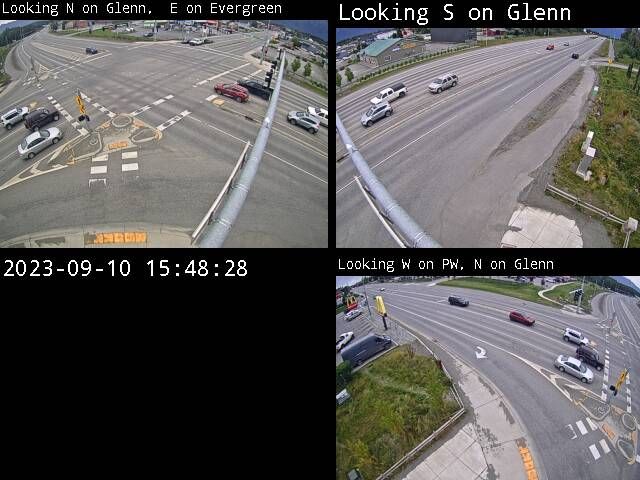 Looking N on Glenn,  E on Evergreen
Looking S on Glenn
2023-09-10 15:48:28
Looking W on PW, N on Glenn